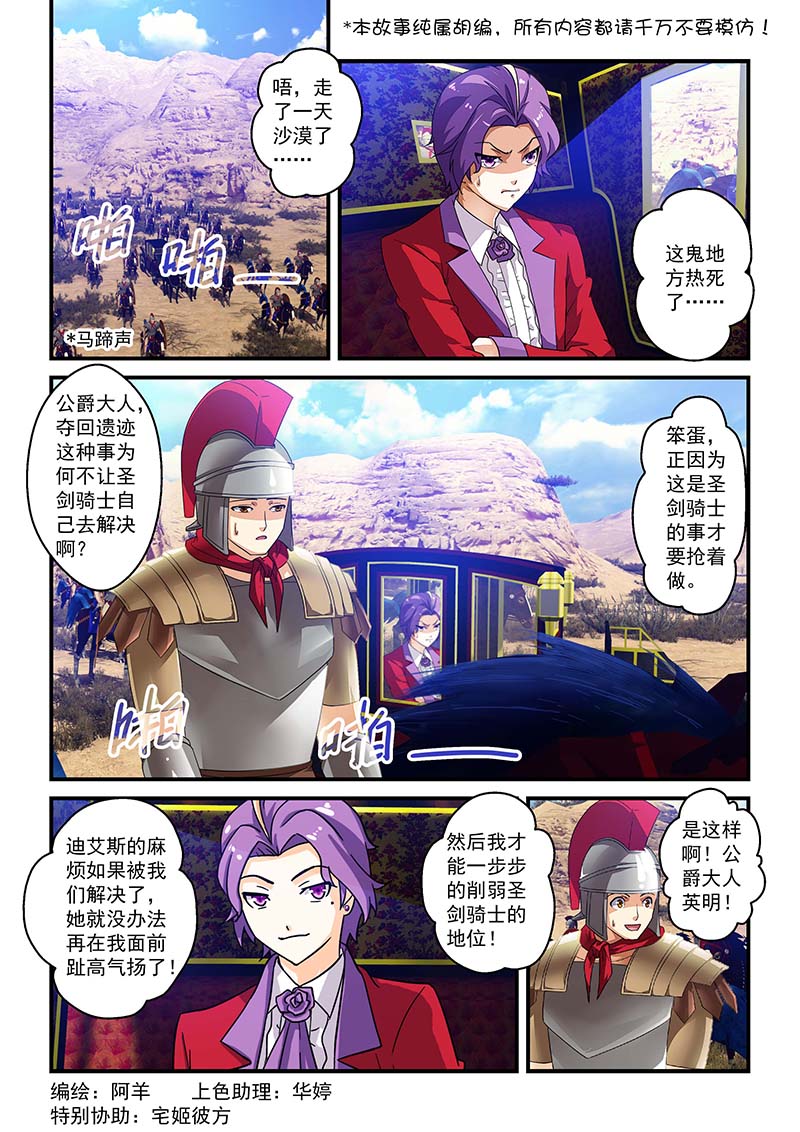 *本故事纯属胡编，所有内容都请千万不要模仿！
唔，走
了一天
沙漠了
……
啪
啪
*马蹄声
这鬼地
方热死
了……
公爵大人，
夺回遗迹
这种事为
何不让圣
剑骑士自
己去解决
啊？
笨蛋，
正因为
这是圣
剑骑士
的事才
要抢着
做。
啪
啪
迪艾斯的麻
烦如果被我
们解决了，
她就没办法
再在我面前
趾高气扬了！
然后我才
能一步步
的削弱圣
剑骑士的
地位！
是这样
啊！公
爵大人
英明！
编绘：阿羊 上色助理：华婷
特别协助：宅姬彼方